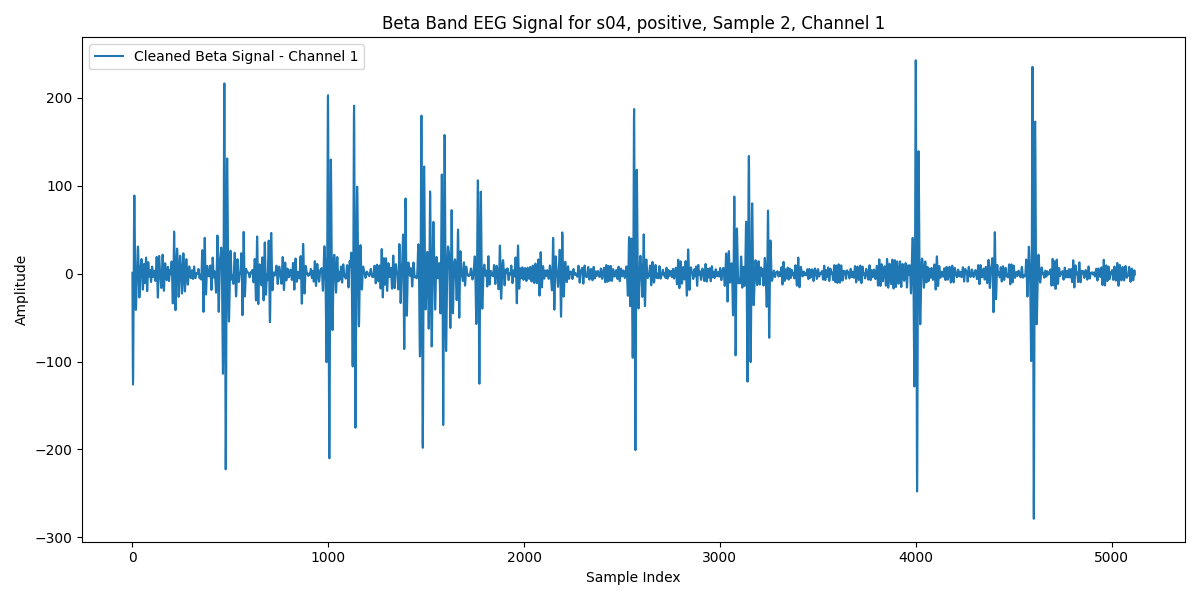 Beta Band EEG Signal for s04, positive, Sample 2, Channel 1
Cleaned Beta Signal - Channel 1
Amplitude
200
100
0
−100
−200
−300
0 1000 2000 3000 4000 5000
Sample Index